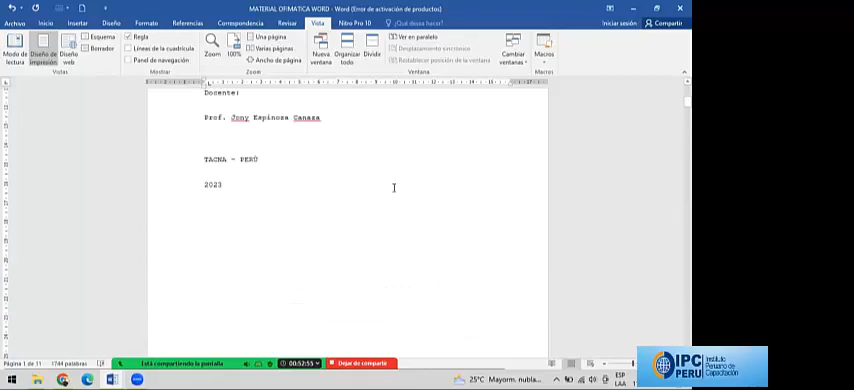 MATERIAL OFIMATICA WORD - Word (Error de activación de productos)
Archivo Inicio Insertar Diseño Formato Referencias Correspondencia Revisar Vista Nitro Pro 10 ¿Qué desea hacer? Iniciar sesión Compartir
Modo de lectura
Diseño de impresión
Diseño web
Esquema
Borrador
Vistas
Regla
Líneas de la cuadrícula
Panel de navegación
Mostrar
Zoom
100%
Una página
Varias páginas
Ancho de página
Zoom
Nueva ventana
Organizar todo
Dividir
Ver en paralelo
Desplazamiento sincrónico
Restablecer posición de la ventana
Ventana
Cambiar ventanas
Macros
Macros
Docente:
Prof. Jony Espinoza Canaza
TACNA – PERÚ
2023
Página 1 de 11 1744 palabras
Está compartiendo la pantalla
00:52:55
Dejar de compartir
25°C Mayorm. nubla...
ESP
LAA
IPC
PERU
Instituto
Peruano de
Capacitación